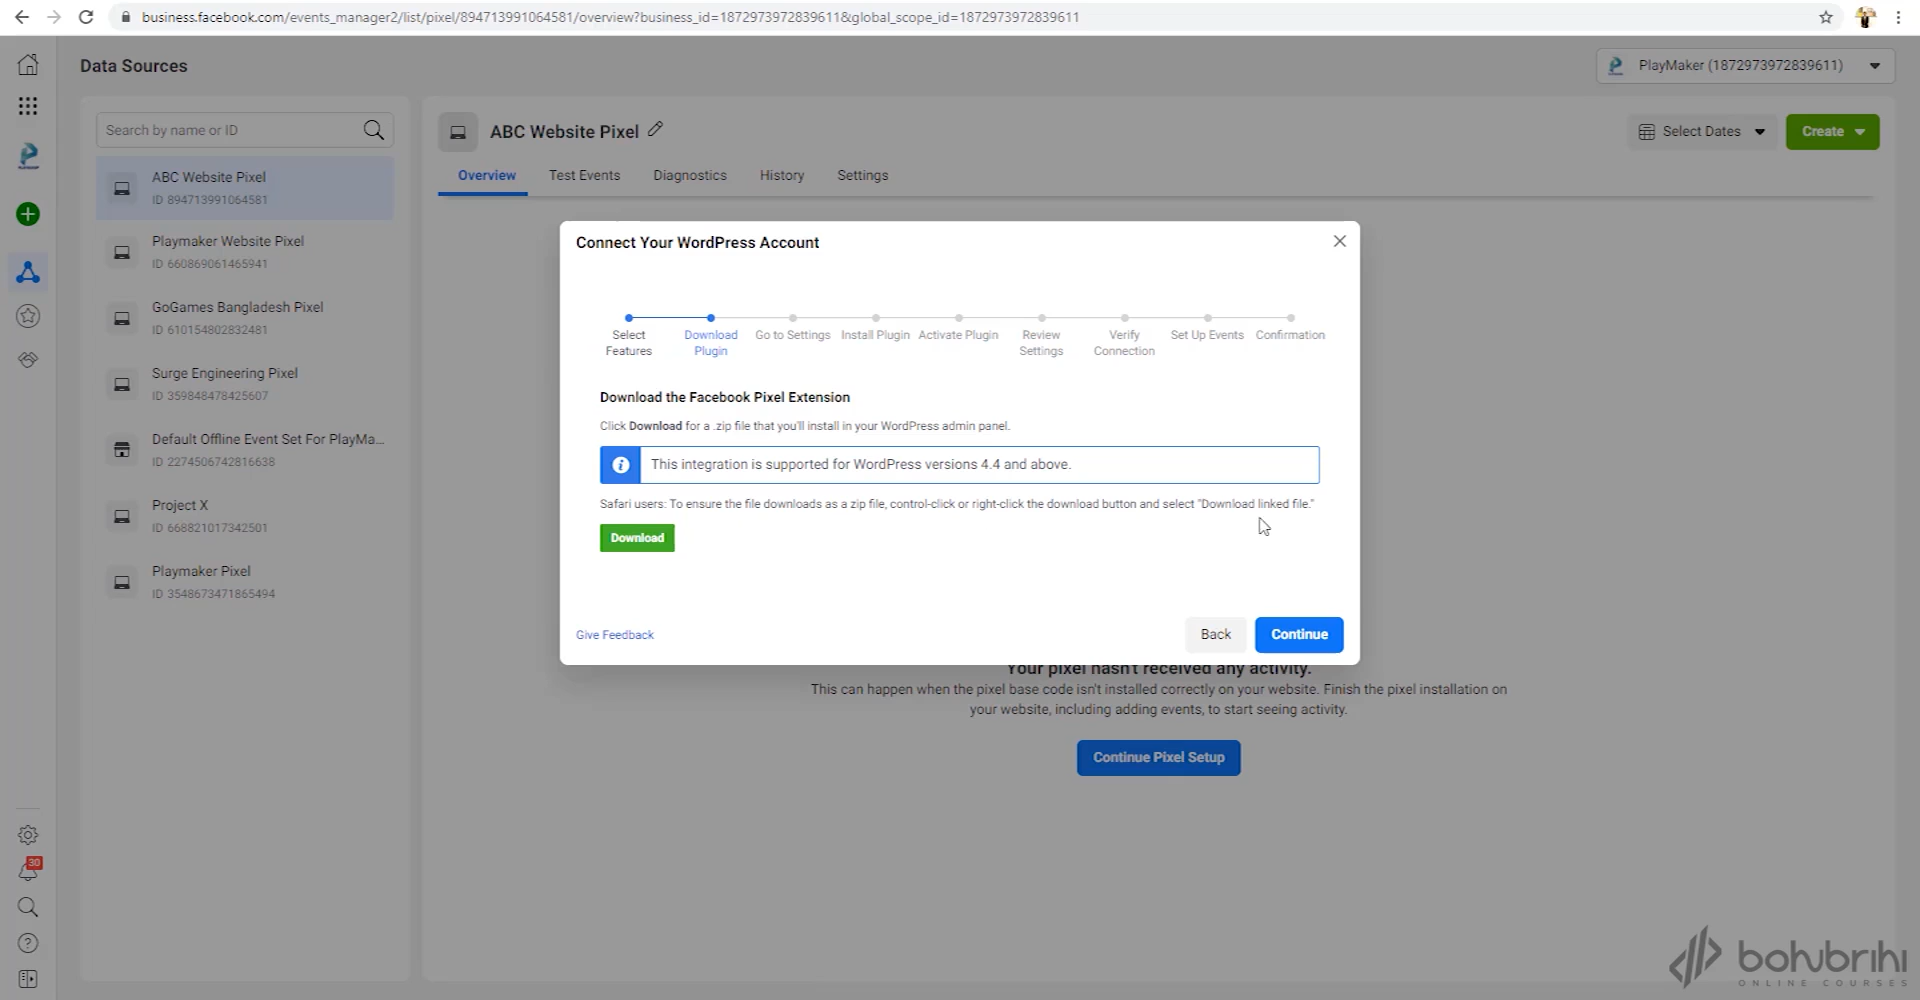 business.facebook.com/events_manager2/list/pixel/894713991064581/overview?business_id=1872973972839611&global_scope_id=1872973972839611
Data Sources
PlayMaker (1872973972839611)
Search by name or ID
ABC Website Pixel
ID 894713991064581
Playmaker Website Pixel
ID 660869061465941
GoGames Bangladesh Pixel
ID 610154802832481
Surge Engineering Pixel
ID 359848478425607
Default Offline Event Set For PlayMa...
ID 2274506742816638
Project X
ID 668821017342501
Playmaker Pixel
ID 3548673471865494
30
ABC Website Pixel
Select Dates
Create
Overview Test Events Diagnostics History Settings
Connect Your WordPress Account
Select Features
Download Plugin
Go to Settings
Install Plugin
Activate Plugin
Review Settings
Verify Connection
Set Up Events
Confirmation
Download the Facebook Pixel Extension
Click Download for a .zip file that you'll install in your WordPress admin panel.
This integration is supported for WordPress versions 4.4 and above.
Safari users: To ensure the file downloads as a zip file, control-click or right-click the download button and select "Download linked file."
Download
Give Feedback
Back
Continue
Your pixel hasn't received any activity.
This can happen when the pixel base code isn't installed correctly on your website. Finish the pixel installation on
your website, including adding events, to start seeing activity.
Continue Pixel Setup
bohubrihi
ONLINE COURSES